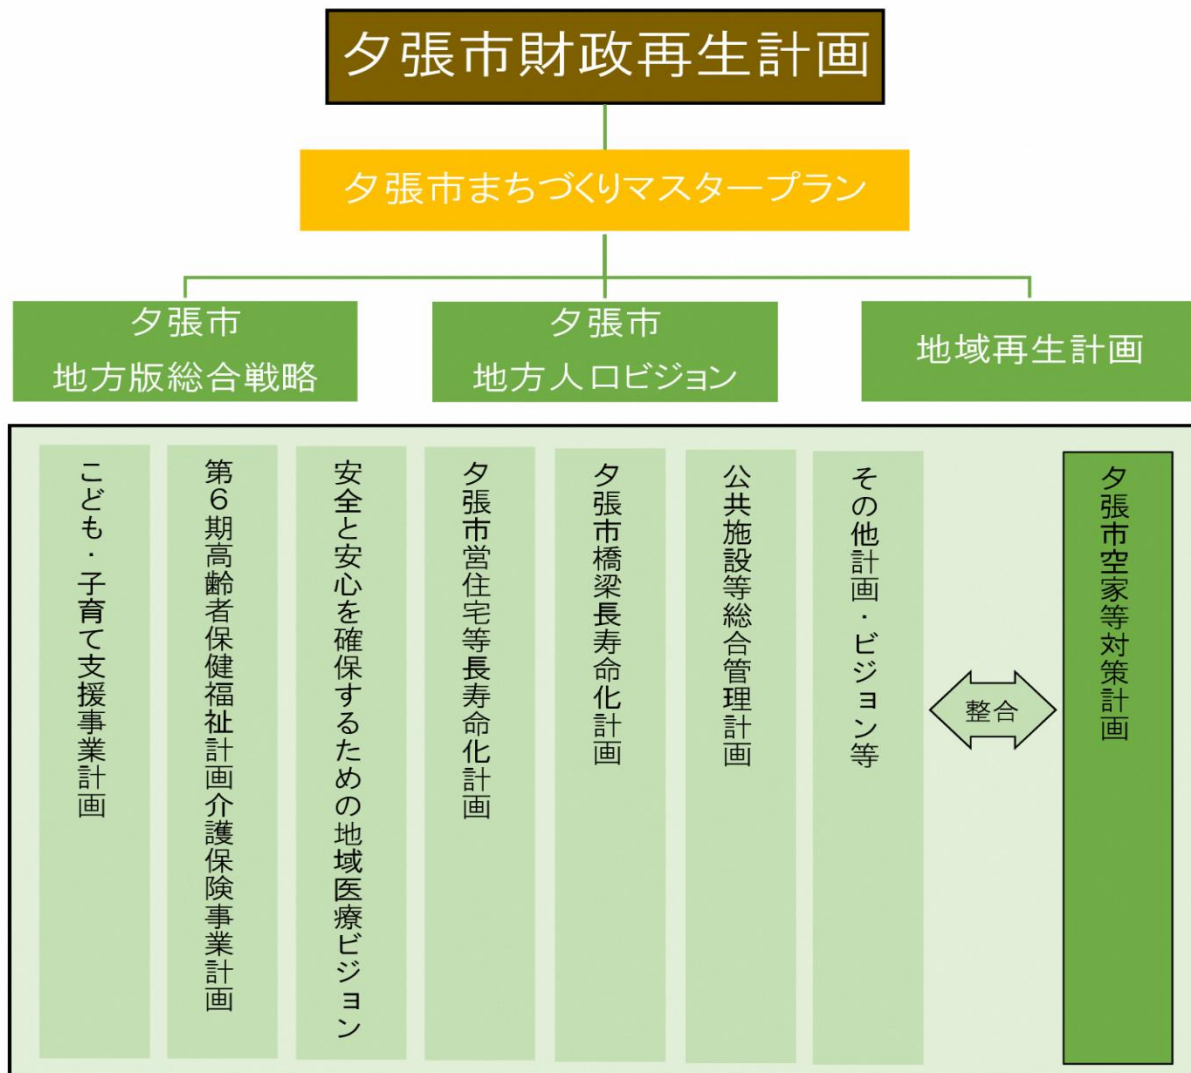 夕張市財政再生計画
夕張市まちづくりマスタープラン
夕張市
地方版総合戦略
夕張市
地方人口ビジョン
地域再生計画
こども・子育て支援事業計画
第6期高齢者保健福祉計画介護保険事業計画
安全と安心を確保するための地域医療ビジョン
夕張市営住宅等長寿命化計画
夕張市橋梁長寿命化計画
公共施設等総合管理計画
その他計画・ビジョン等
整合
夕張市空家等対策計画